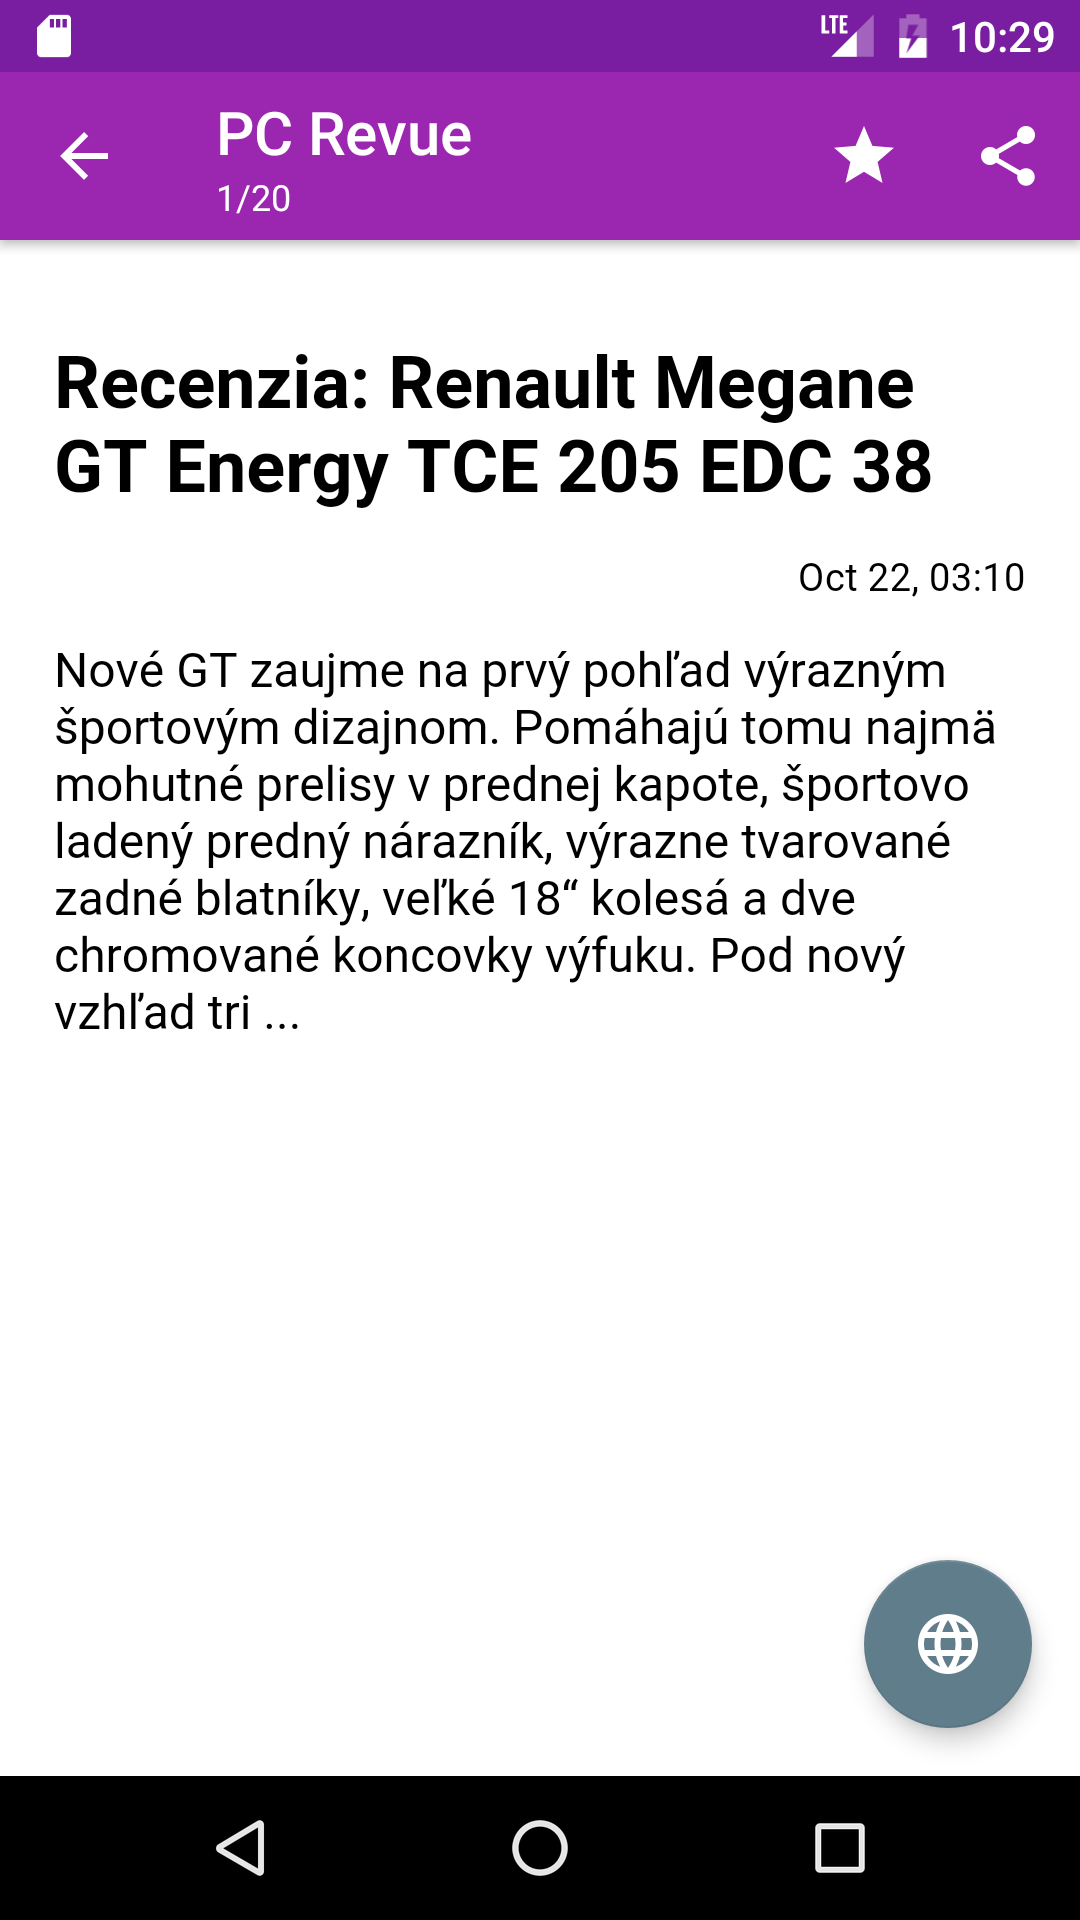 LTE 10:29
PC Revue
1/20
Recenzia: Renault Megane
GT Energy TCE 205 EDC 38
Oct 22, 03:10
Nové GT zaujme na prvý pohľad výrazným
športovým dizajnom. Pomáhajú tomu najmä
mohutné prelisy v prednej kapote, športovo
ladený predný nárazník, výrazne tvarované
zadné blatníky, veľké 18“ kolesá a dve
chromované koncovky výfuku. Pod nový
vzhľad tri ...